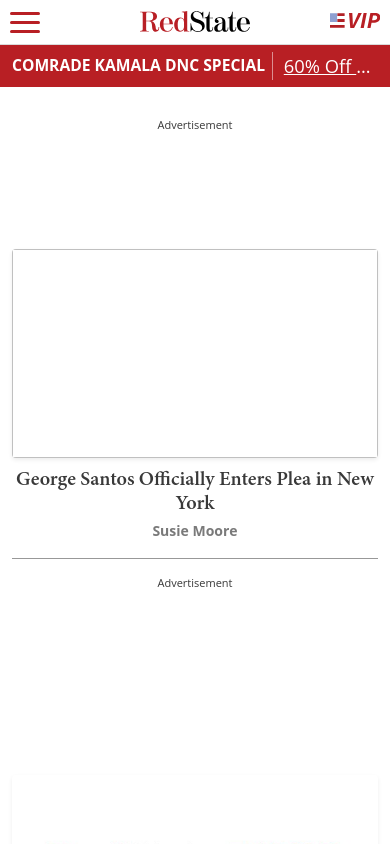 RedState
VIP
COMRADE KAMALA DNC SPECIAL
60% Off ...
Advertisement
George Santos Officially Enters Plea in New
York
Susie Moore
Advertisement